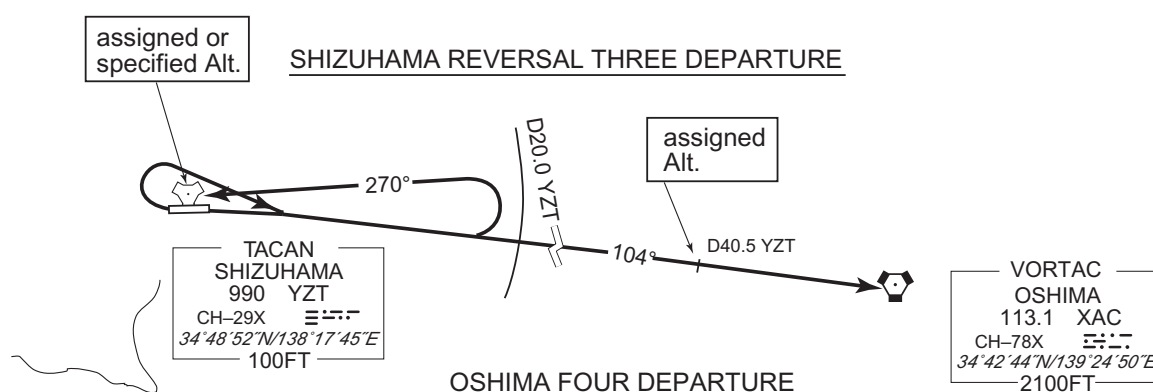 assigned or
specified Alt.
SHIZUHAMA REVERSAL THREE DEPARTURE
D20.0 YZT
assigned
Alt.
270°
104°
D40.5 YZT
TACAN
SHIZUHAMA
990 YZT
CH–29X
34°48′52″N/138°17′45″E
100FT
VORTAC
OSHIMA
113.1 XAC
CH–78X
34°42′44″N/139°24′50″E
2100FT
OSHIMA FOUR DEPARTURE